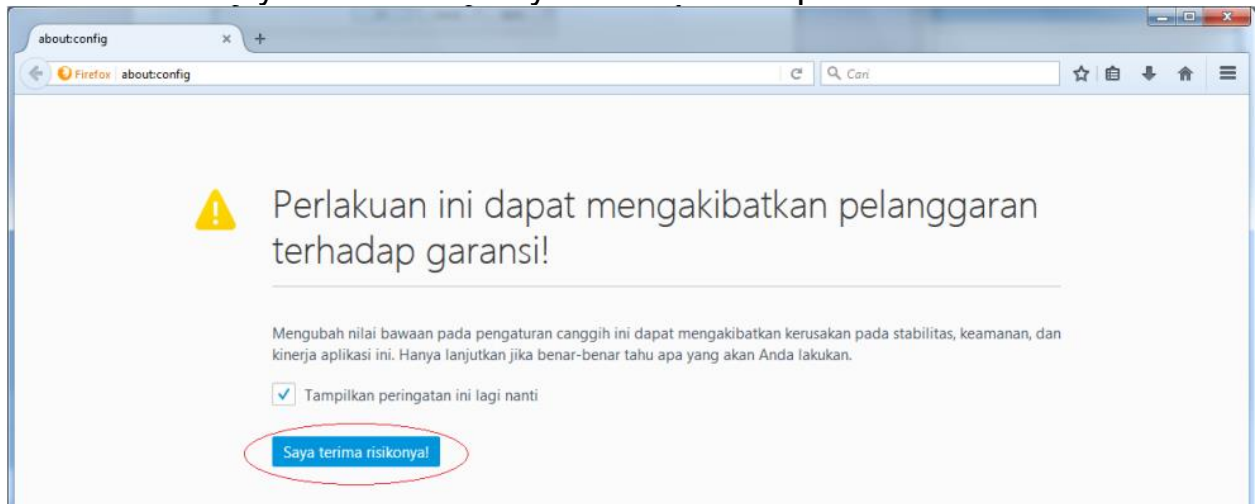 about:config
Firefox about:config
Cari
Perlakuan ini dapat mengakibatkan pelanggaran
terhadap garansi!
Mengubah nilai bawaan pada pengaturan canggih ini dapat mengakibatkan kerusakan pada stabilitas, keamanan, dan
kinerja aplikasi ini. Hanya lanjutkan jika benar-benar tahu apa yang akan Anda lakukan.
Tampilkan peringatan ini lagi nanti
Saya terima risikonya!